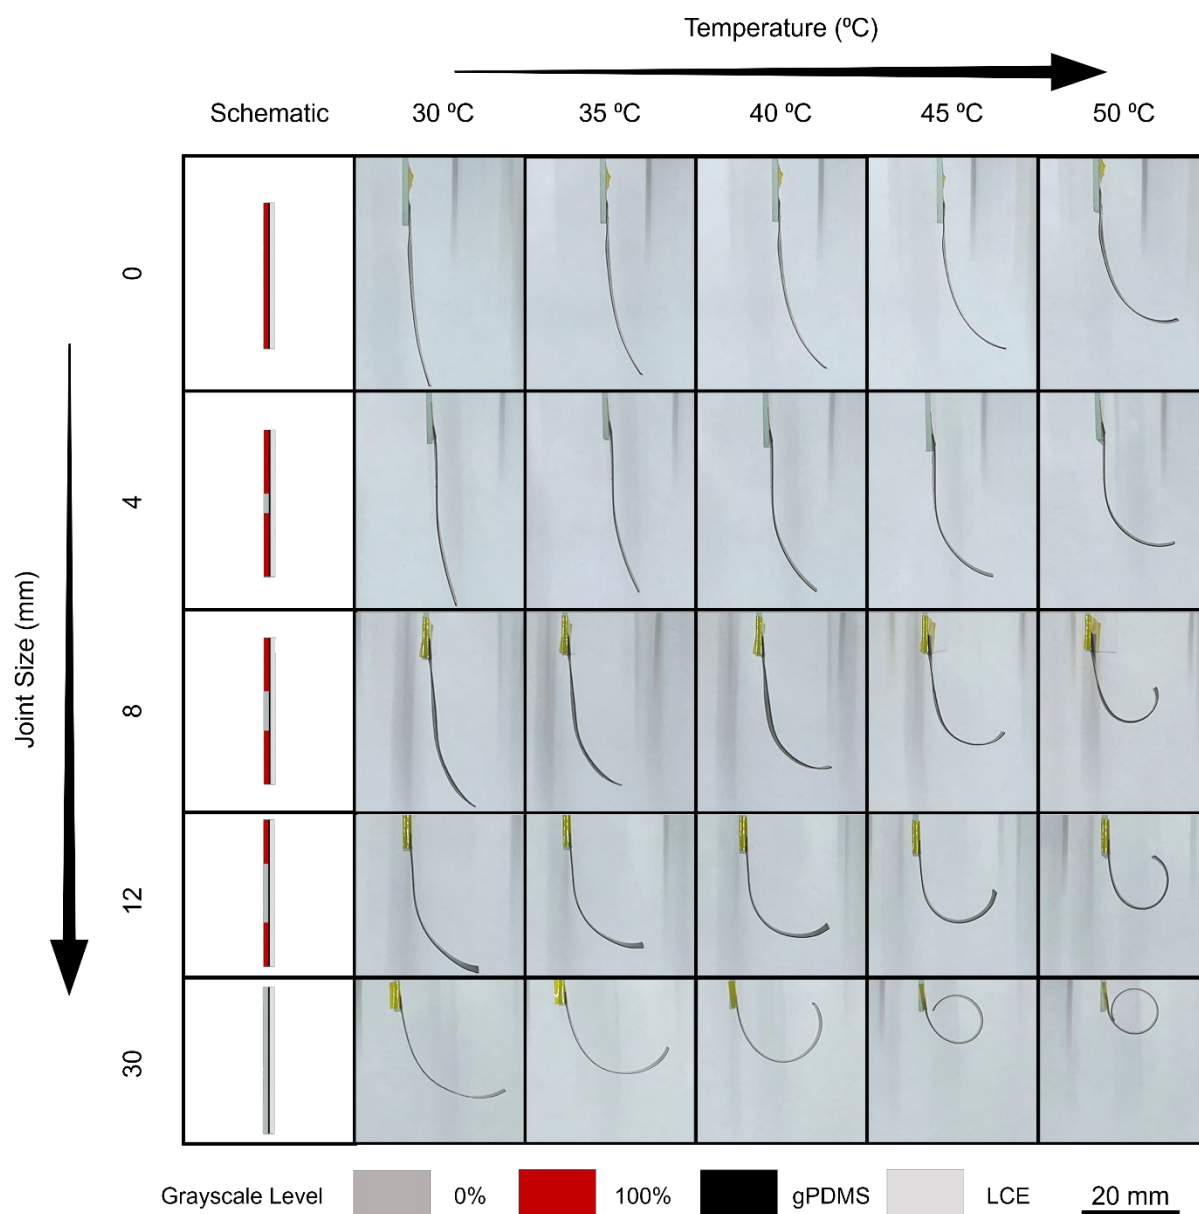 Temperature (ºC)
Schematic 30 ºC 35 ºC 40 ºC 45 ºC 50 ºC
Joint Size (mm)
0
4
8
12
30
Grayscale Level 0% 100% gPDMS LCE 20 mm